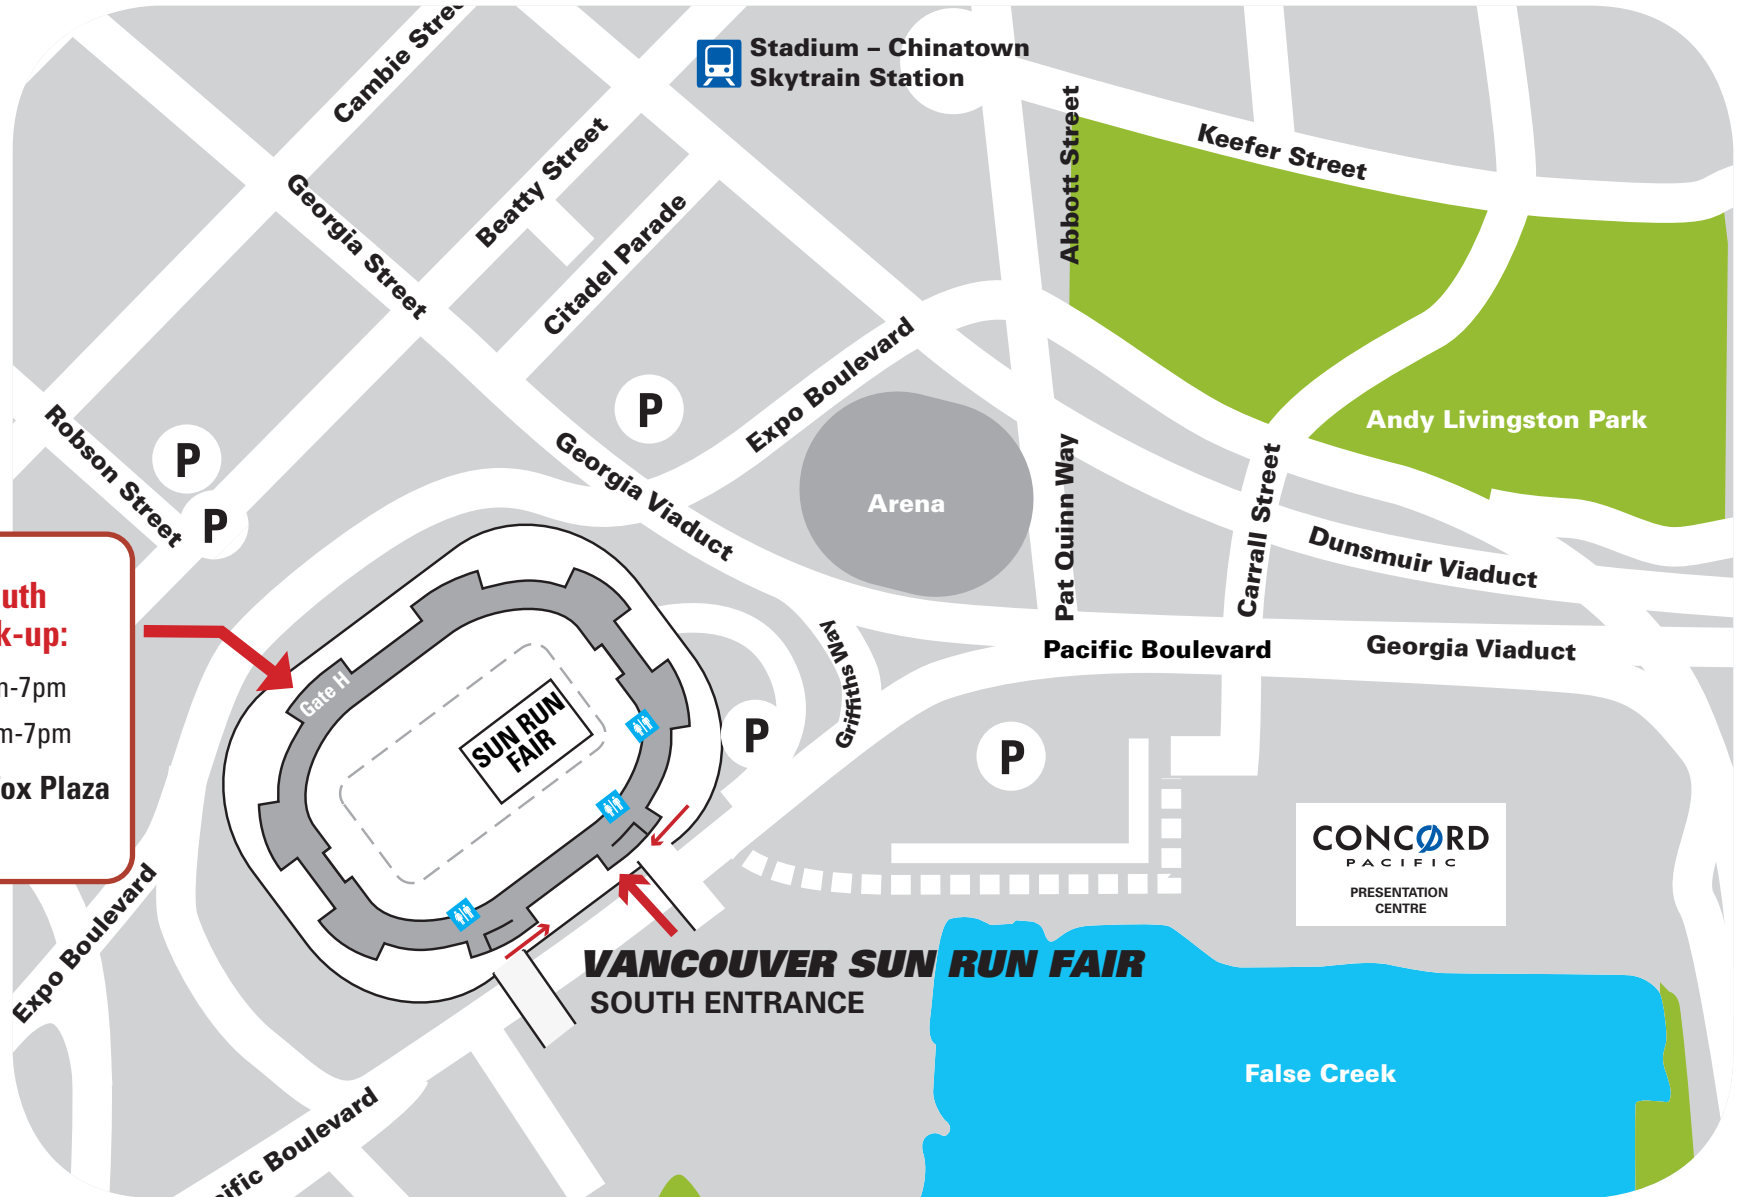 Cambie Stree
Stadium – Chinatown
Skytrain Station
Keefer Street
Abbott Street
Beatty Street
Georgia Street
Citadel Parade
Expo Boulevard
Andy Livingston Park
P
P
P
Robson Street
Georgia Viaduct
Arena
Pat Quinn Way
Carrall Street
Dunsmuir Viaduct
uth
k-up:
m-7pm
m-7pm
ox Plaza
Gate H
SUN RUN
FAIR
Griffiths Way
Pacific Boulevard
Georgia Viaduct
P
P
CONCORD
PACIFIC
PRESENTATION
CENTRE
Expo Boulevard
VANCOUVER SUN RUN FAIR
SOUTH ENTRANCE
False Creek
ific Boulevard